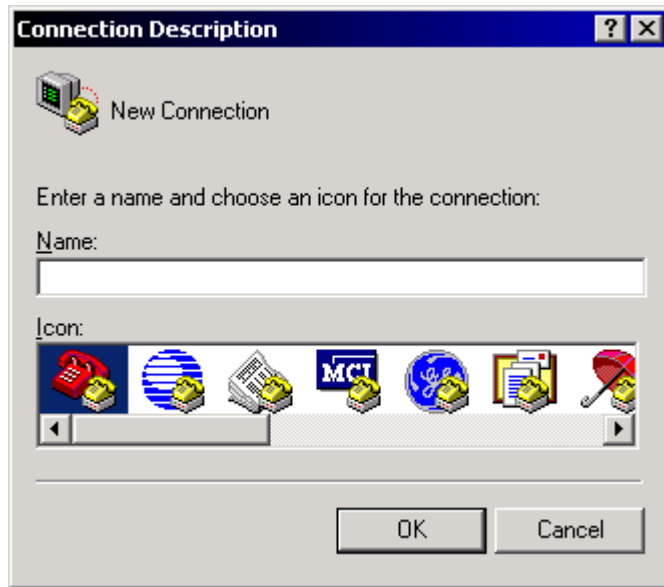 Connection Description
New Connection
Enter a name and choose an icon for the connection:
Name:
Icon:
MCI
OK
Cancel